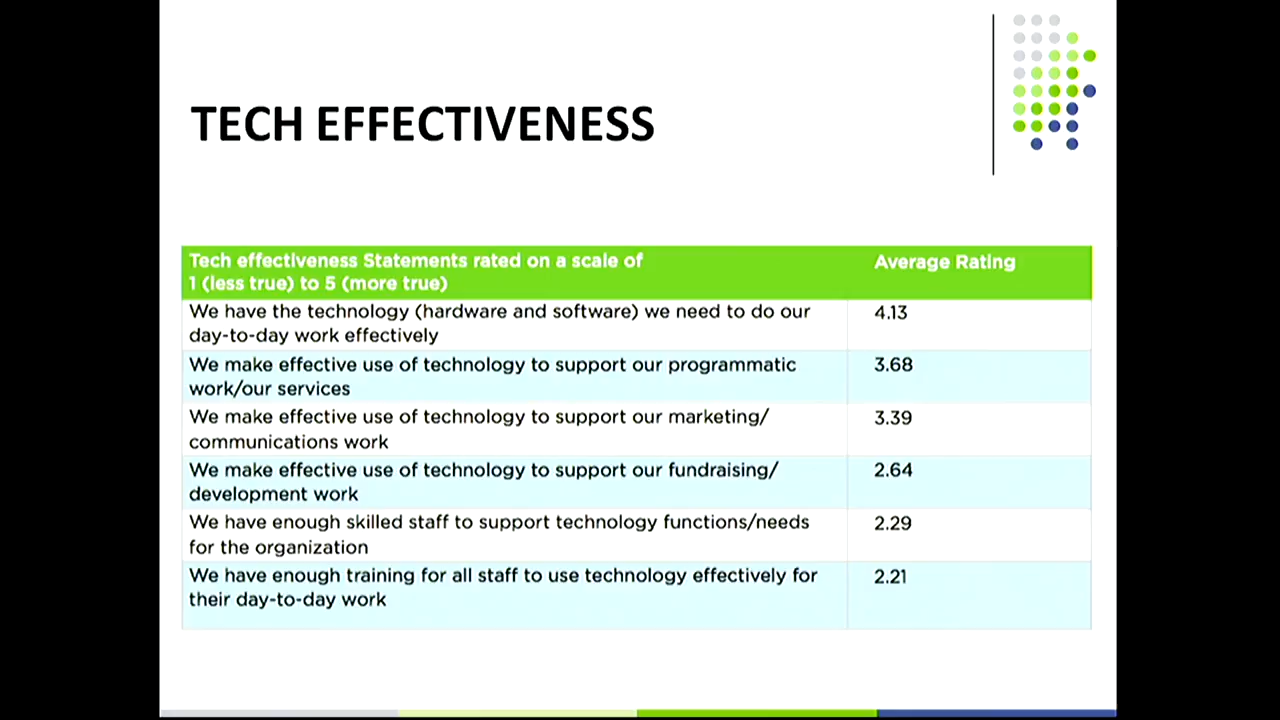 TECH EFFECTIVENESS
Tech effectiveness Statements rated on a scale of
1 (less true) to 5 (more true)
Average Rating
We have the technology (hardware and software) we need to do our
day-to-day work effectively
4.13
We make effective use of technology to support our programmatic
work/our services
3.68
We make effective use of technology to support our marketing/
communications work
3.39
We make effective use of technology to support our fundraising/
development work
2.64
We have enough skilled staff to support technology functions/needs
for the organization
2.29
We have enough training for all staff to use technology effectively for
their day-to-day work
2.21